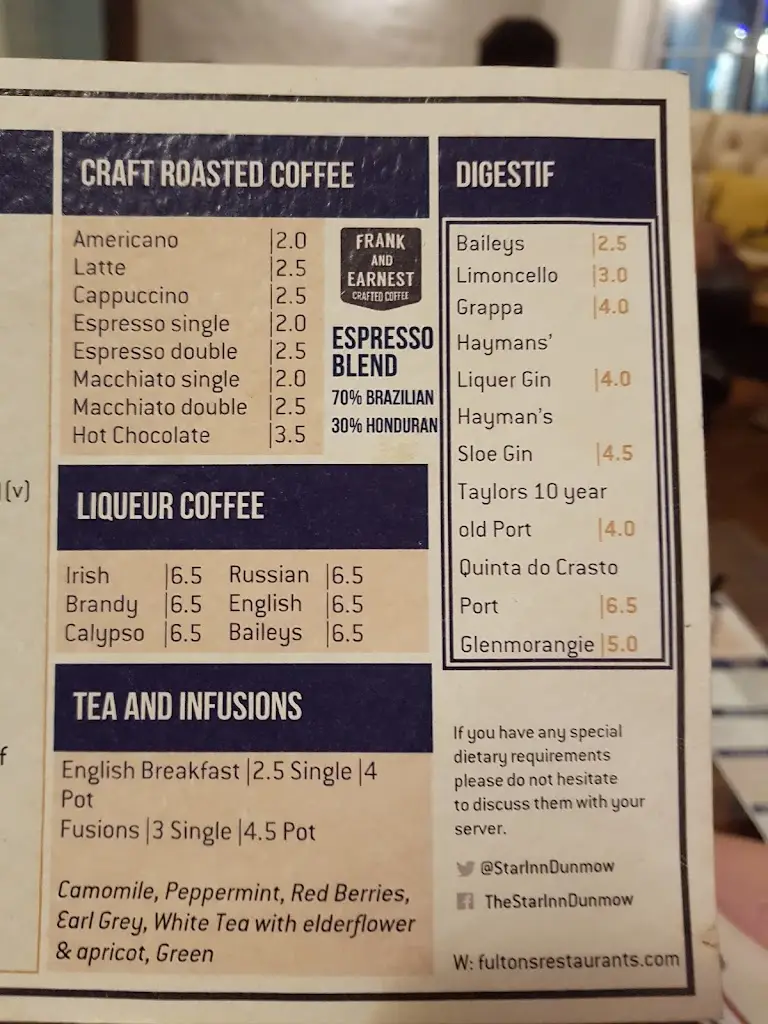 CRAFT ROASTED COFFEE
Americano |2.0
Latte |2.5
Cappuccino |2.5
Espresso single |2.0
Espresso double |2.5
Macchiato single |2.0
Macchiato double |2.5
Hot Chocolate |3.5
FRANK
AND
EARNEST
CRAFTED COFFEE
ESPRESSO
BLEND
70% BRAZILIAN
30% HONDURAN
LIQUEUR COFFEE
Irish |6.5 Russian |6.5
Brandy |6.5 English |6.5
Calypso |6.5 Baileys |6.5
TEA AND INFUSIONS
English Breakfast |2.5 Single |4
Pot
Fusions |3 Single |4.5 Pot
Camomile, Peppermint, Red Berries,
Earl Grey, White Tea with elderflower
& apricot, Green
DIGESTIF
Baileys |2.5
Limoncello |3.0
Grappa |4.0
Haymans'
Liquer Gin |4.0
Hayman's
Sloe Gin |4.5
Taylors 10 year
old Port |4.0
Quinta do Crasto
Port |6.5
Glenmorangie |5.0
If you have any special
dietary requirements
please do not hesitate
to discuss them with your
server.
@StarInnDunmow
TheStarInnDunmow
W: fultonsrestaurants.com
(v)
f